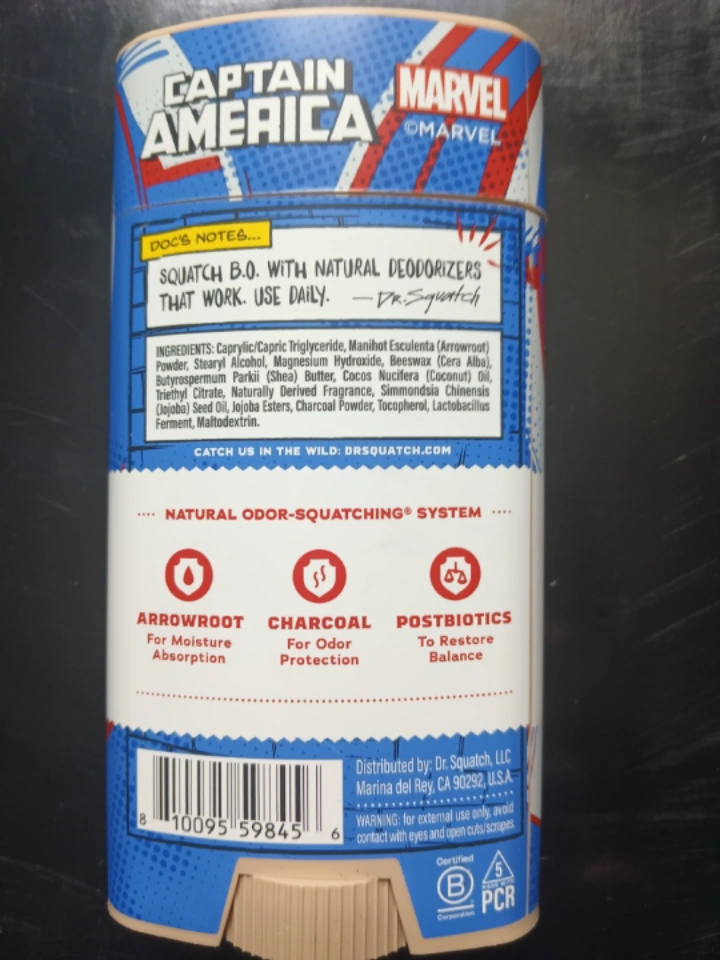 CAPTAIN
AMERICA
MARVEL
©MARVEL
DOC'S NOTES...
SQUATCH B.O. WITH NATURAL DEODORIZERS
THAT WORK. USE DAILY. — Dr. Squatch
INGREDIENTS: Caprylic/Capric Triglyceride, Manihot Esculenta (Arrowroot)
Powder, Stearyl Alcohol, Magnesium Hydroxide, Beeswax (Cera Alba),
Butyrospermum Parkii (Shea) Butter, Cocos Nucifera (Coconut) Oil,
Triethyl Citrate, Naturally Derived Fragrance, Simmondsia Chinensis
(Jojoba) Seed Oil, Jojoba Esters, Charcoal Powder, Tocopherol, Lactobacillus
Ferment, Maltodextrin.
CATCH US IN THE WILD: DRSQUATCH.COM
NATURAL ODOR-SQUATCHING® SYSTEM
ARROWROOT
For Moisture
Absorption
CHARCOAL
For Odor
Protection
POSTBIOTICS
To Restore
Balance
8 10095 59845 6
Distributed by: Dr. Squatch, LLC
Marina del Rey, CA 90292, U.S.A.
WARNING: for external use only, avoid
contact with eyes and open cuts/scrapes.
Certified
B
Corporation
5
MADE WITH
PCR